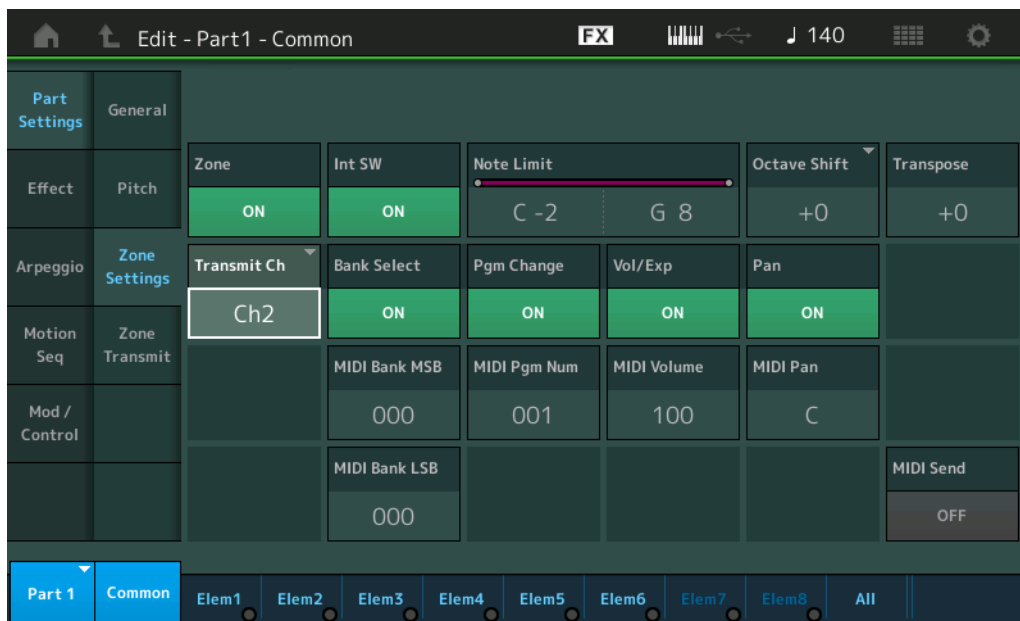 Edit - Part1 - Common
FX
♩ 140
Part Settings
Effect
Arpeggio
Motion Seq
Mod / Control
General
Pitch
Zone Settings
Zone Transmit
Zone
ON
Int SW
ON
Note Limit
C -2
G 8
Octave Shift
+0
Transpose
+0
Transmit Ch
Ch2
Bank Select
ON
Pgm Change
ON
Vol/Exp
ON
Pan
ON
MIDI Bank MSB
000
MIDI Pgm Num
001
MIDI Volume
100
MIDI Pan
C
MIDI Bank LSB
000
MIDI Send
OFF
Part 1
Common
Elem1
Elem2
Elem3
Elem4
Elem5
Elem6
Elem7
Elem8
All